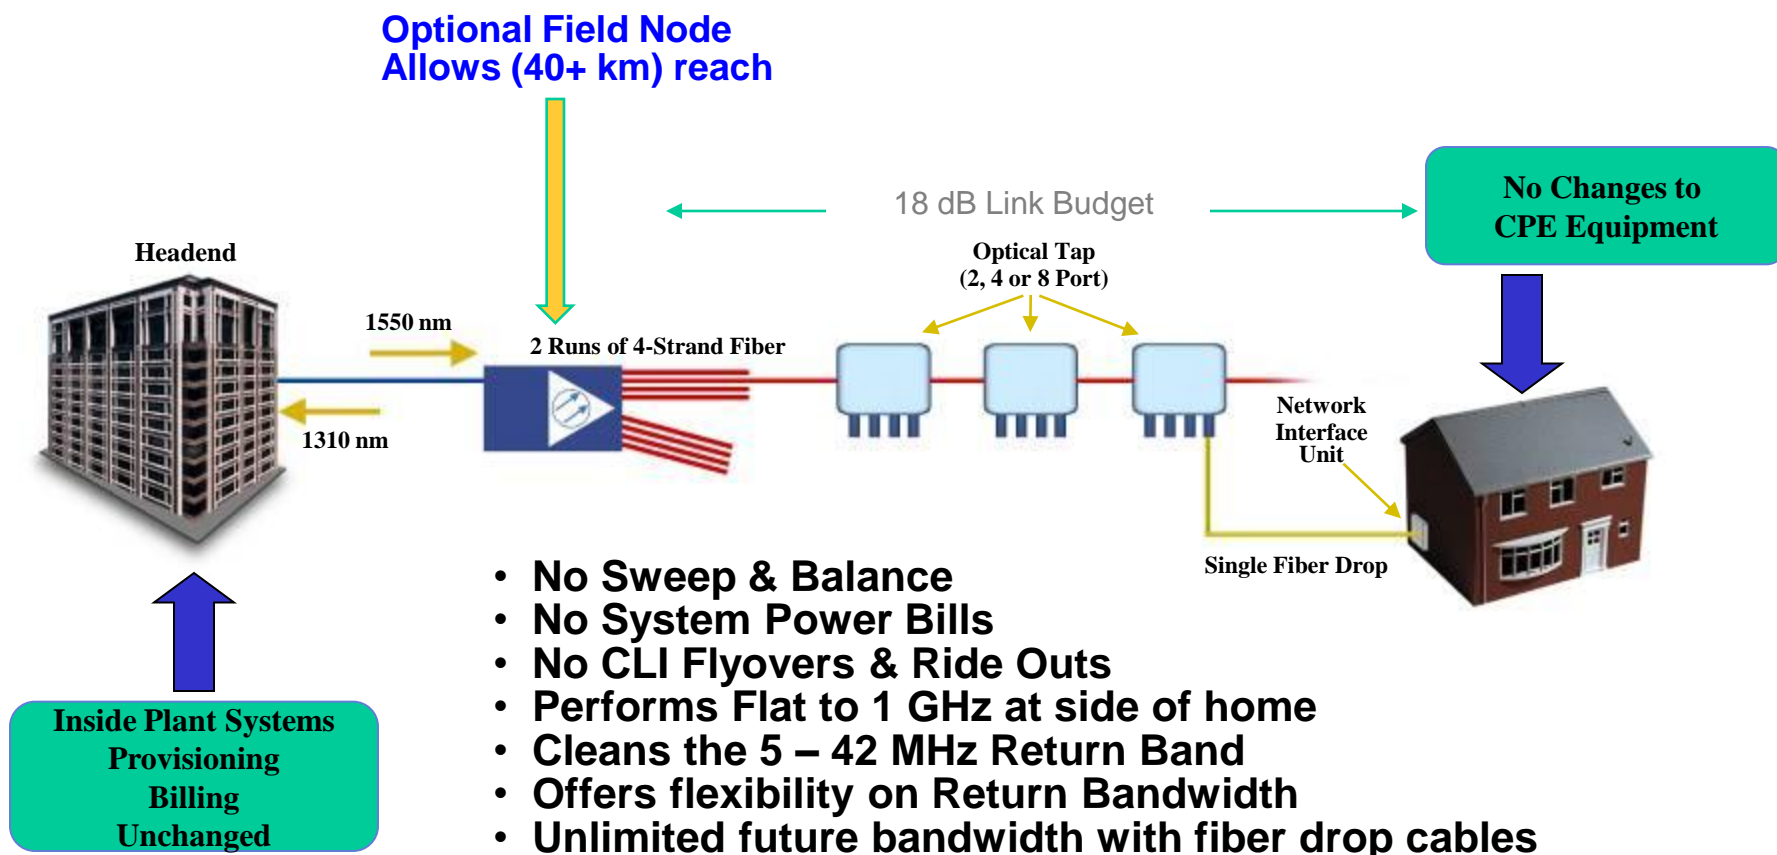 Optional Field Node
Allows (40+ km) reach
18 dB Link Budget
No Changes to
CPE Equipment
Headend
Optical Tap
(2, 4 or 8 Port)
1550 nm
2 Runs of 4-Strand Fiber
1310 nm
Network
Interface
Unit
Single Fiber Drop
• No Sweep & Balance
• No System Power Bills
• No CLI Flyovers & Ride Outs
• Performs Flat to 1 GHz at side of home
• Cleans the 5 – 42 MHz Return Band
• Offers flexibility on Return Bandwidth
• Unlimited future bandwidth with fiber drop cables
Inside Plant Systems
Provisioning
Billing
Unchanged